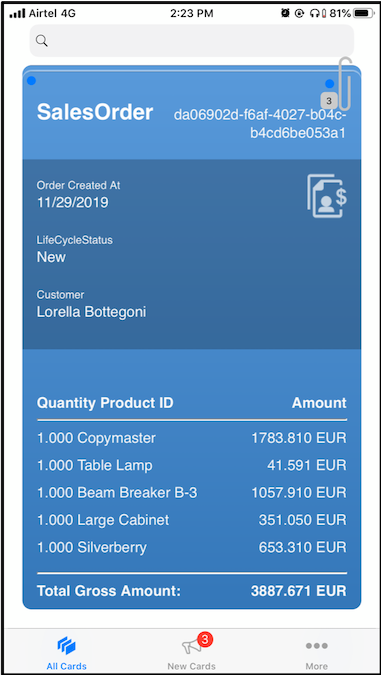 Airtel 4G 2:23 PM 81%
SalesOrder da06902d-f6af-4027-b04c-
b4cd6be053a1
3
Order Created At
11/29/2019
LifeCycleStatus
New
Customer
Lorella Bottegoni
$
Quantity Product ID Amount
1.000 Copymaster 1783.810 EUR
1.000 Table Lamp 41.591 EUR
1.000 Beam Breaker B-3 1057.910 EUR
1.000 Large Cabinet 351.050 EUR
1.000 Silverberry 653.310 EUR
Total Gross Amount: 3887.671 EUR
3
All Cards New Cards More